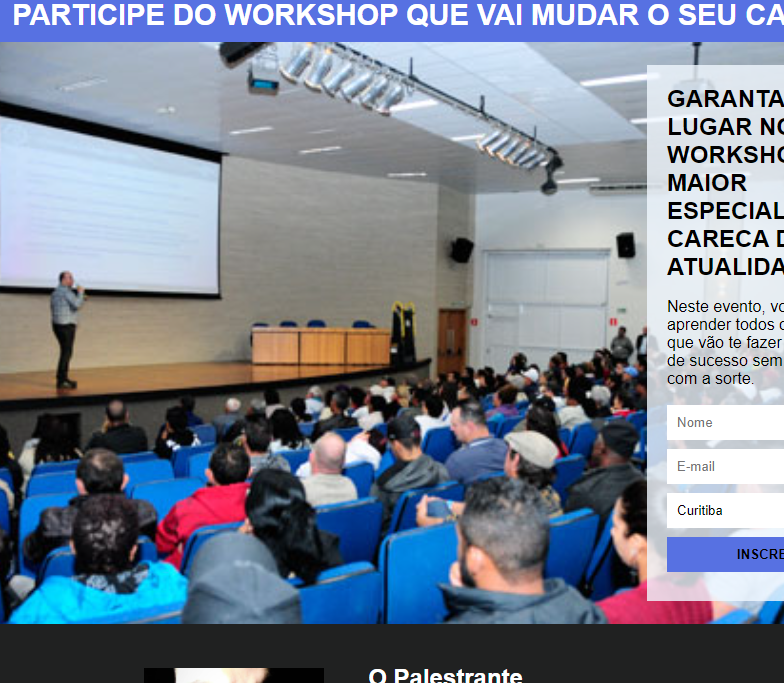 PARTICIPE DO WORKSHOP QUE VAI MUDAR O SEU CA
GARANTA
LUGAR NO
WORKSHO
MAIOR
ESPECIAL
CARECA D
ATUALIDA
Neste evento, vo
aprender todos o
que vão te fazer
de sucesso sem
com a sorte.
Nome
E-mail
Curitiba
INSCRE
O Palestrante